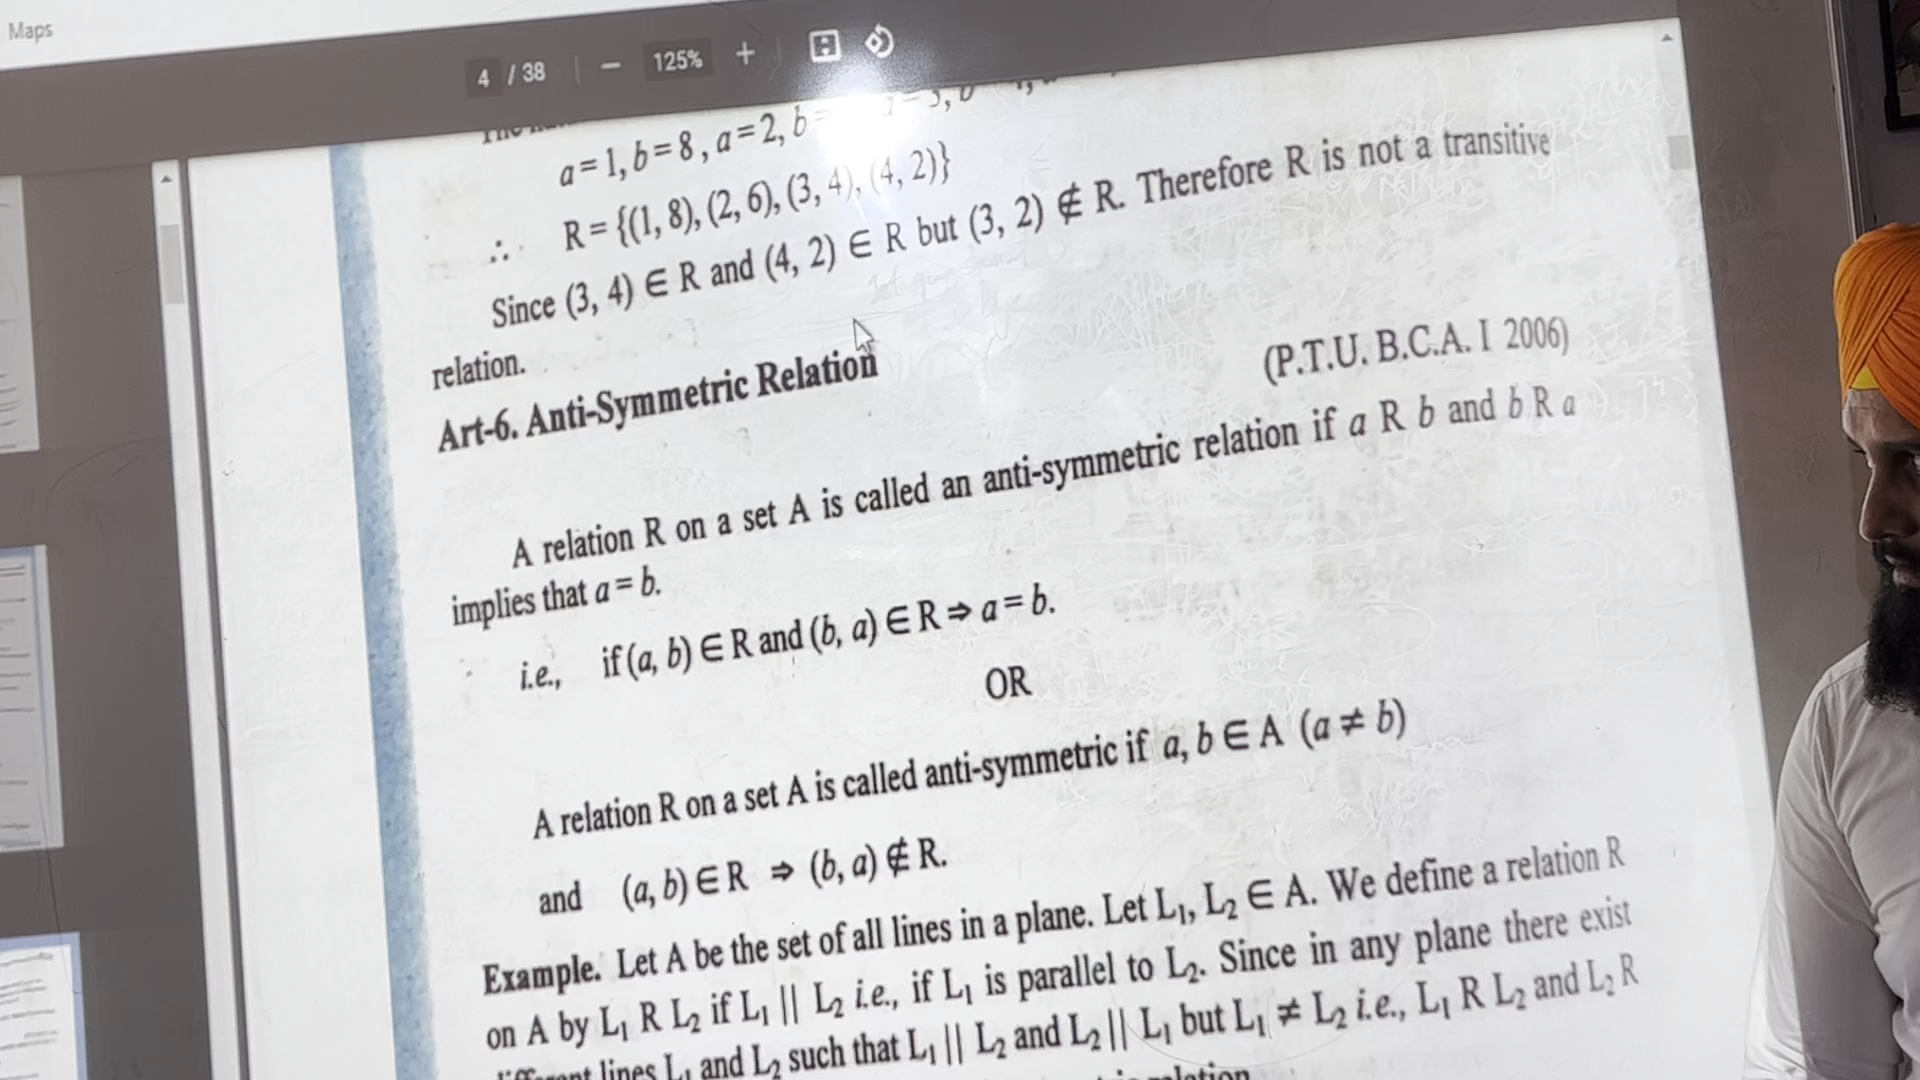 Maps
4 / 38 − 125% +
a = 1, b = 8, a = 2, b =
∴ R = {(1, 8), (2, 6), (3, 4), (4, 2)}
Since (3, 4) ∈ R and (4, 2) ∈ R but (3, 2) ∉ R. Therefore R is not a transitive
relation.
Art-6. Anti-Symmetric Relation
(P.T.U. B.C.A. I 2006)
A relation R on a set A is called an anti-symmetric relation if a R b and b R a
implies that a = b.
i.e., if (a, b) ∈ R and (b, a) ∈ R ⇒ a = b.
OR
A relation R on a set A is called anti-symmetric if a, b ∈ A (a ≠ b)
and (a, b) ∈ R ⇒ (b, a) ∉ R.
Example. Let A be the set of all lines in a plane. Let L₁, L₂ ∈ A. We define a relation R
on A by L₁ R L₂ if L₁ || L₂ i.e., if L₁ is parallel to L₂. Since in any plane there exist
lines L₁ and L₂ such that L₁ || L₂ and L₂ || L₁ but L₁ ≠ L₂ i.e., L₁ R L₂ and L₂ R
relation